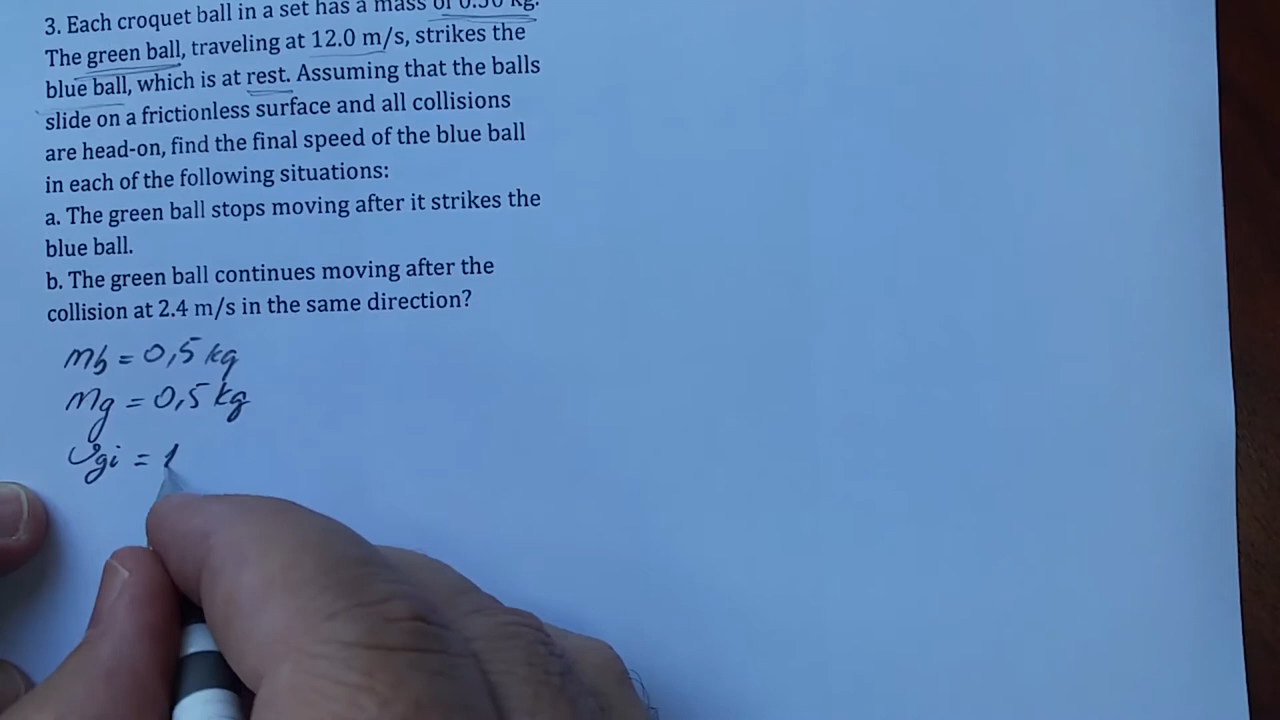 3. Each croquet ball in a set has a mass of 0.50 kg.
The green ball, traveling at 12.0 m/s, strikes the
blue ball, which is at rest. Assuming that the balls
slide on a frictionless surface and all collisions
are head-on, find the final speed of the blue ball
in each of the following situations:
a. The green ball stops moving after it strikes the
blue ball.
b. The green ball continues moving after the
collision at 2.4 m/s in the same direction?
mb = 0,5 kg
mg = 0,5 kg
vgi = 1